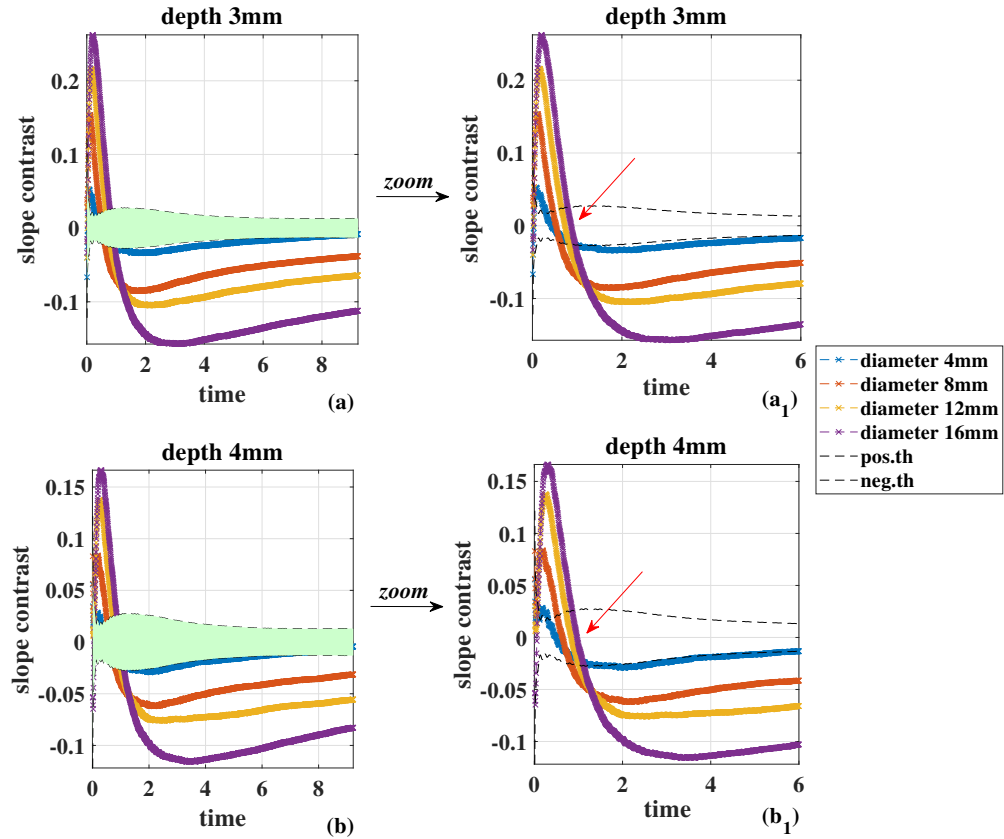 depth 3mm
slope contrast
0.2
0.1
0
-0.1
0 2 4 6 8
time
(a)
zoom
depth 3mm
slope contrast
0.2
0.1
0
-0.1
0 2 4 6
time
(a1)
diameter 4mm
diameter 8mm
diameter 12mm
diameter 16mm
pos.th
neg.th
depth 4mm
slope contrast
0.15
0.1
0.05
0
-0.05
-0.1
0 2 4 6 8
time
(b)
zoom
depth 4mm
slope contrast
0.15
0.1
0.05
0
-0.05
-0.1
0 2 4 6
time
(b1)